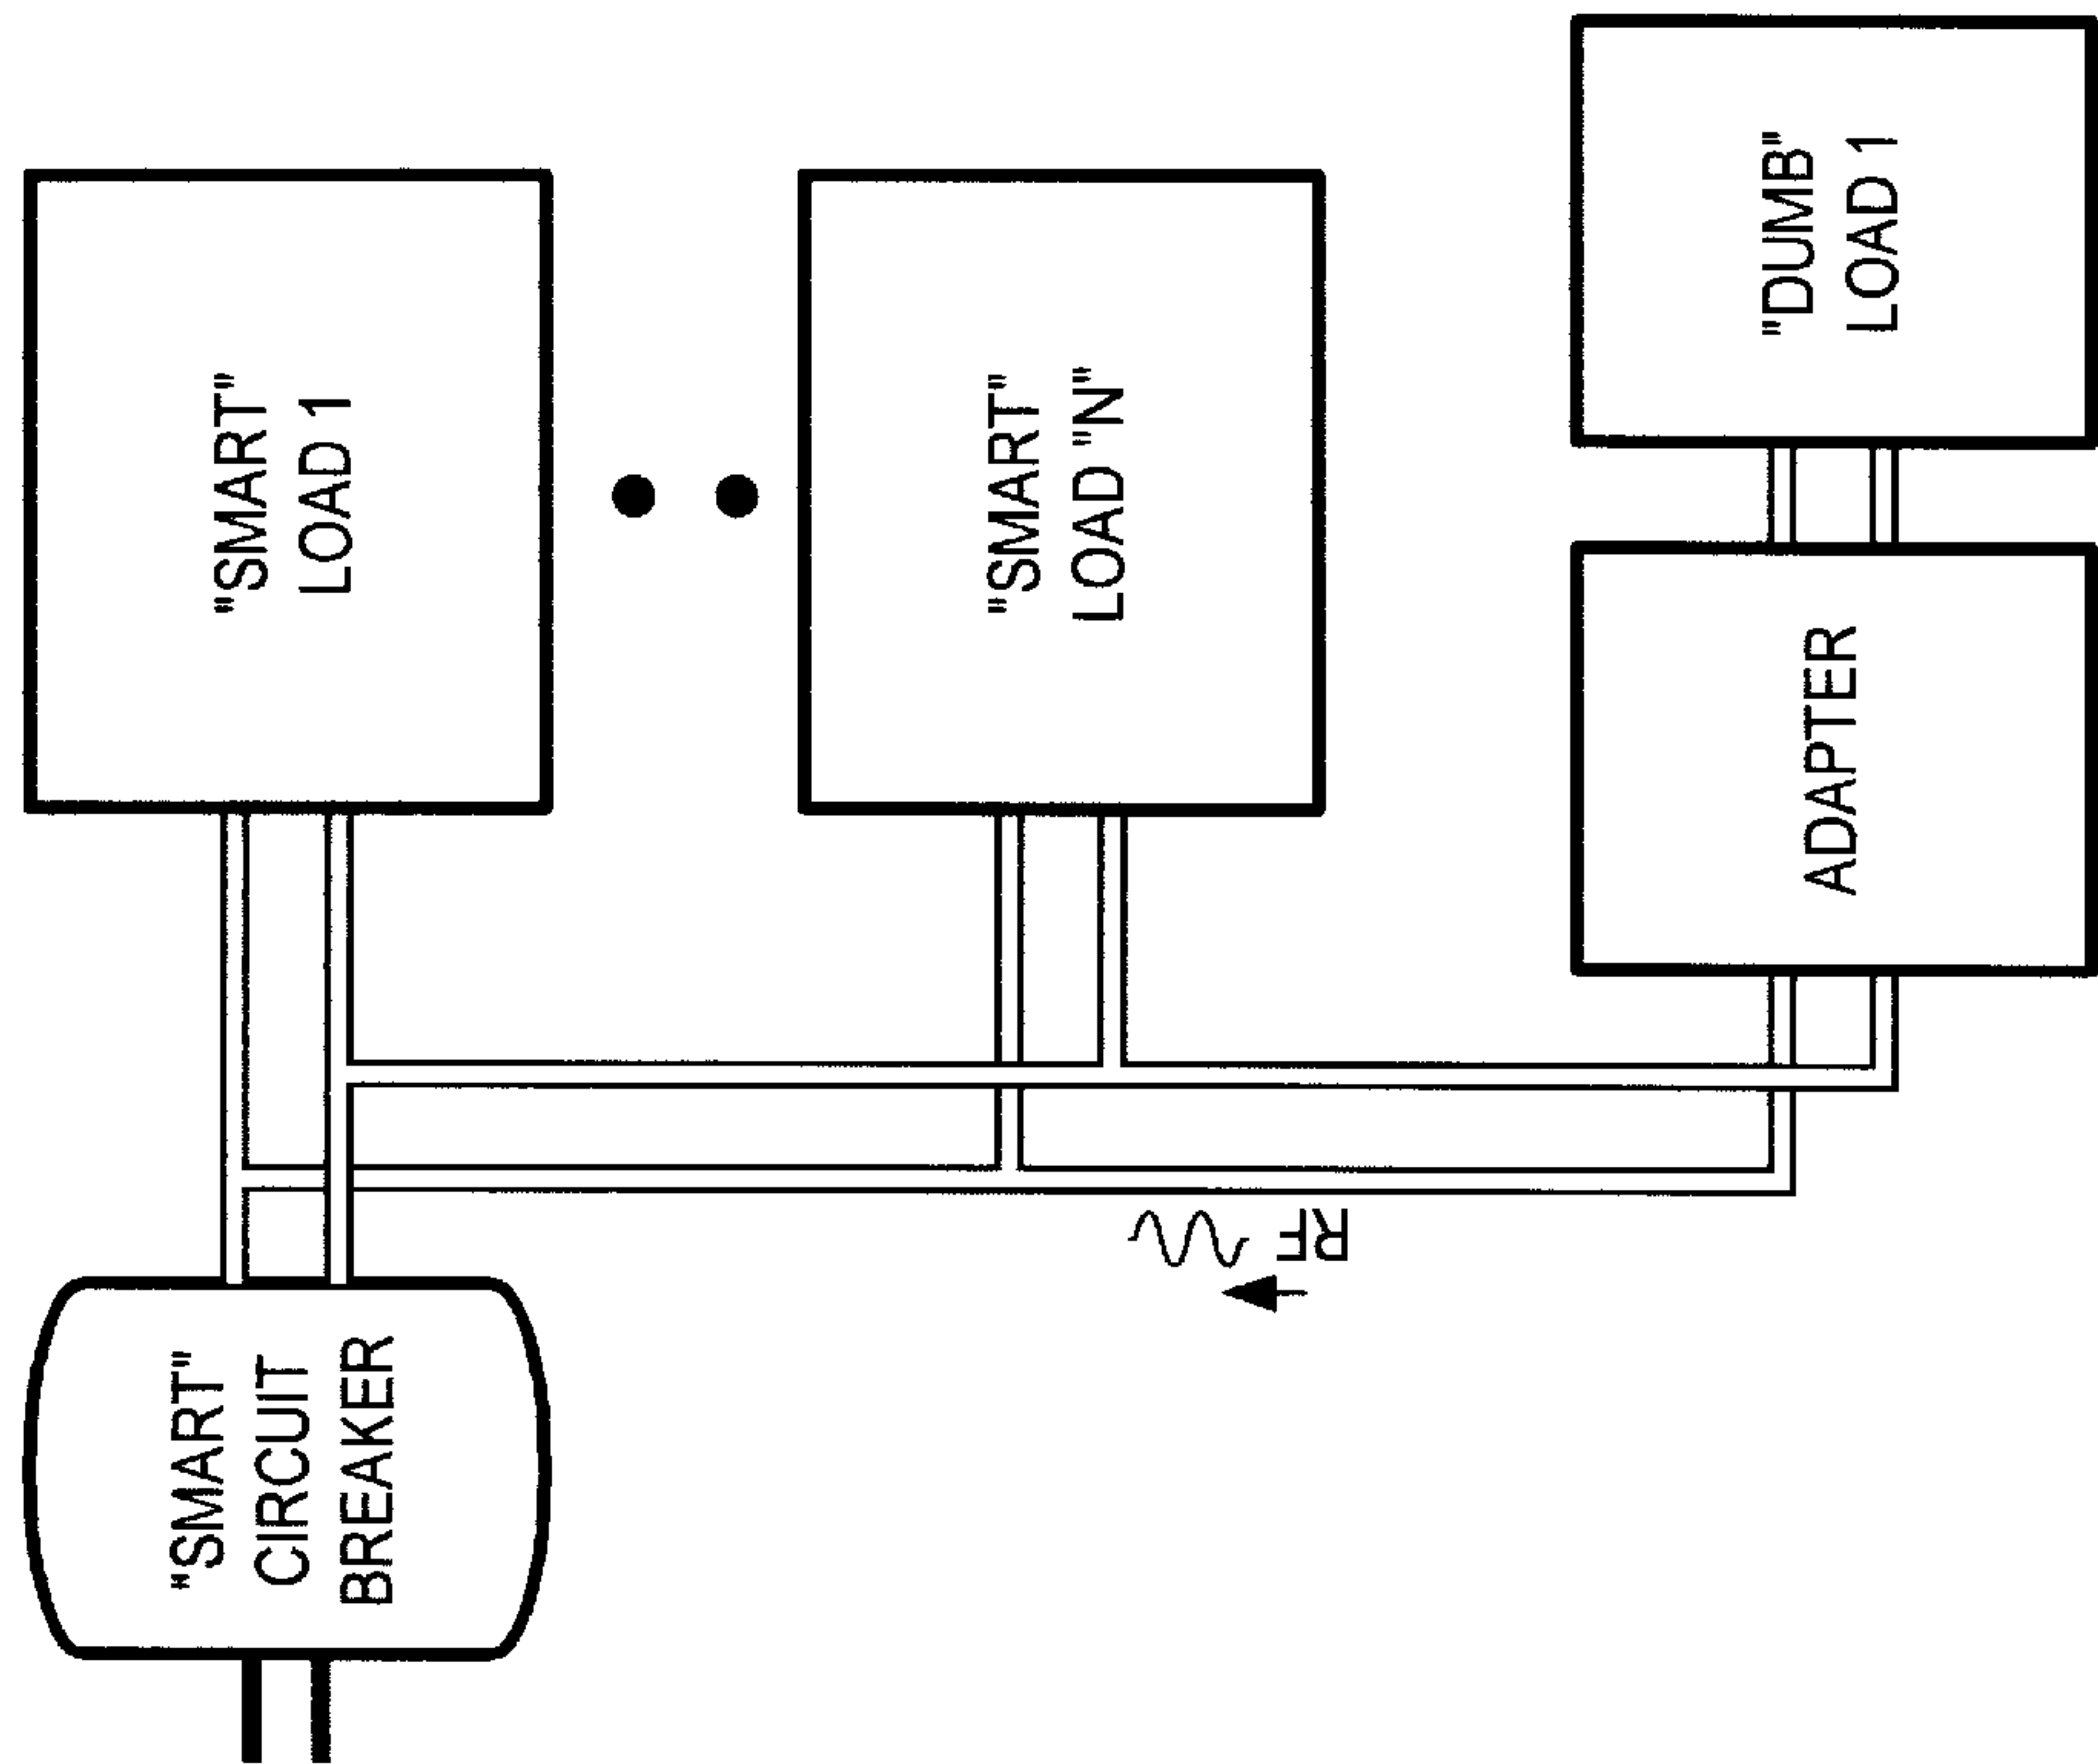 "SMART"
CIRCUIT
BREAKER
"SMART"
LOAD 1
"SMART"
LOAD "N"
RF
ADAPTER
"DUMB"
LOAD 1